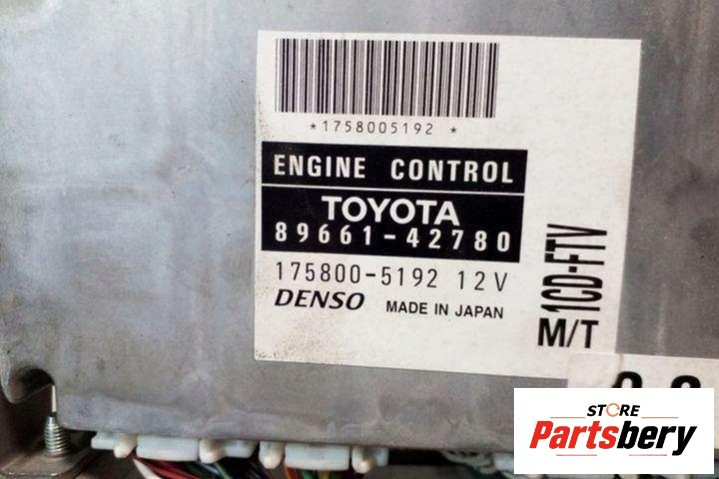 *1758005192 *
ENGINE CONTROL
TOYOTA
89661-42780
175800-5192 12V
DENSO MADE IN JAPAN
1CD-FTV
M/T
STORE
Partsbery